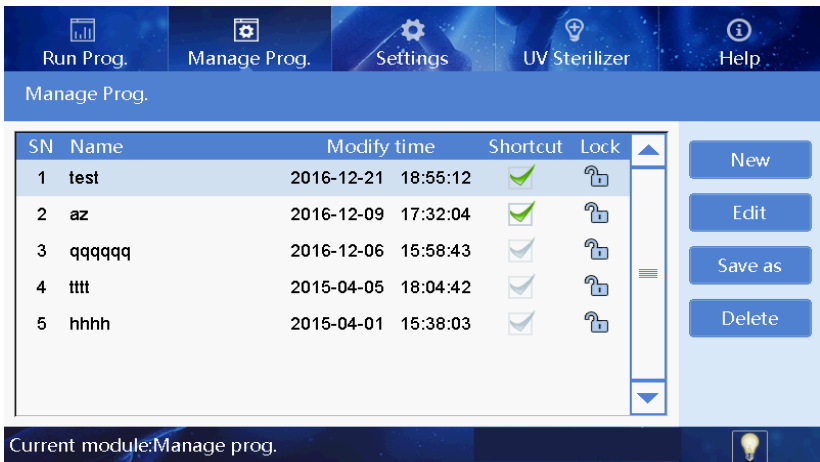 Run Prog. Manage Prog. Settings UV Sterilizer Help
Manage Prog.
SN Name Modify time Shortcut Lock
1 test 2016-12-21 18:55:12
2 az 2016-12-09 17:32:04
3 qqqqqq 2016-12-06 15:58:43
4 tttt 2015-04-05 18:04:42
5 hhhh 2015-04-01 15:38:03
New
Edit
Save as
Delete
Current module:Manage prog.